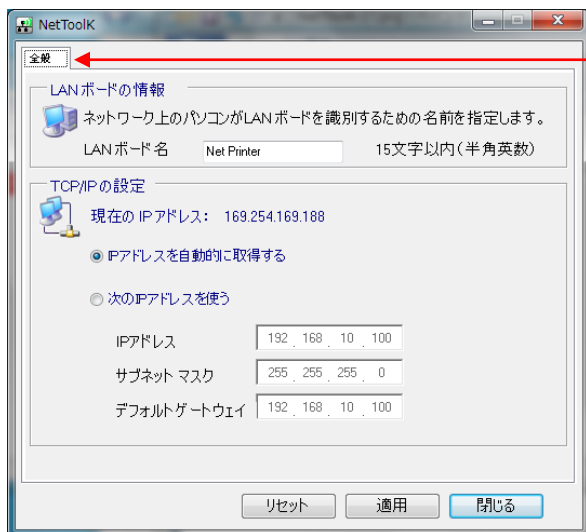 NetToolK
全般
LANボードの情報
ネットワーク上のパソコンがLANボードを識別するための名前を指定します。
LANボード名 Net Printer 15文字以内(半角英数)
TCP/IPの設定
現在のIPアドレス: 169.254.169.188
IPアドレスを自動的に取得する
次のIPアドレスを使う
IPアドレス 192 . 168 . 10 . 100
サブネット マスク 255 . 255 . 255 . 0
デフォルトゲートウェイ 192 . 168 . 10 . 100
リセット 適用 閉じる